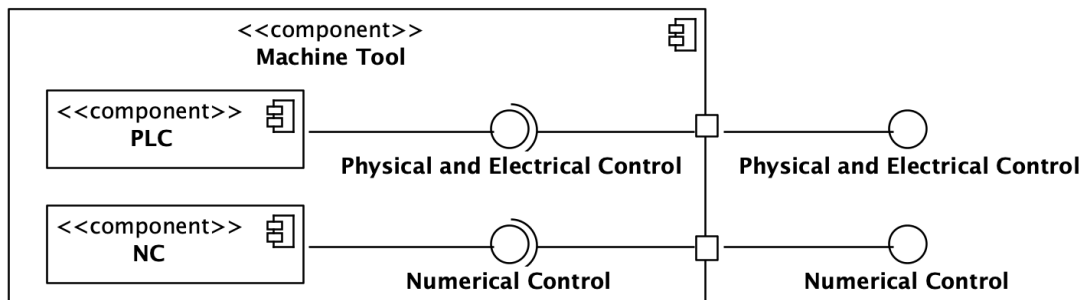 <<component>>
Machine Tool
<<component>>
PLC
Physical and Electrical Control
Physical and Electrical Control
<<component>>
NC
Numerical Control
Numerical Control